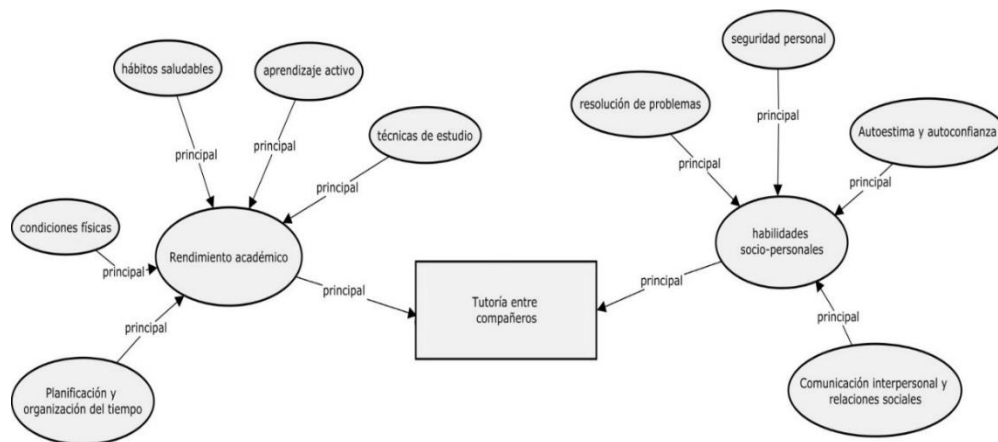 seguridad personal
hábitos saludables
aprendizaje activo
resolución de problemas
principal
técnicas de estudio
Autoestima y autoconfianza
principal
principal
principal
principal
principal
principal
condiciones físicas
habilidades
socio-personales
Rendimiento académico
principal
principal
principal
Tutoría entre
compañeros
principal
principal
Planificación y
organización del tiempo
Comunicación interpersonal y
relaciones sociales